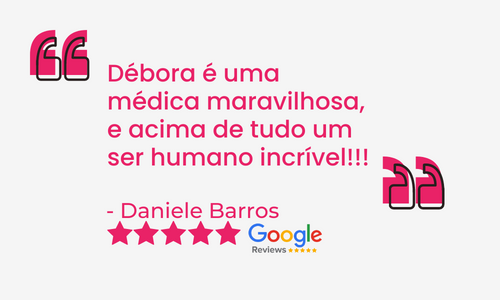 Débora é uma
médica maravilhosa,
e acima de tudo um
ser humano incrível!!!
- Daniele Barros
Google
Reviews